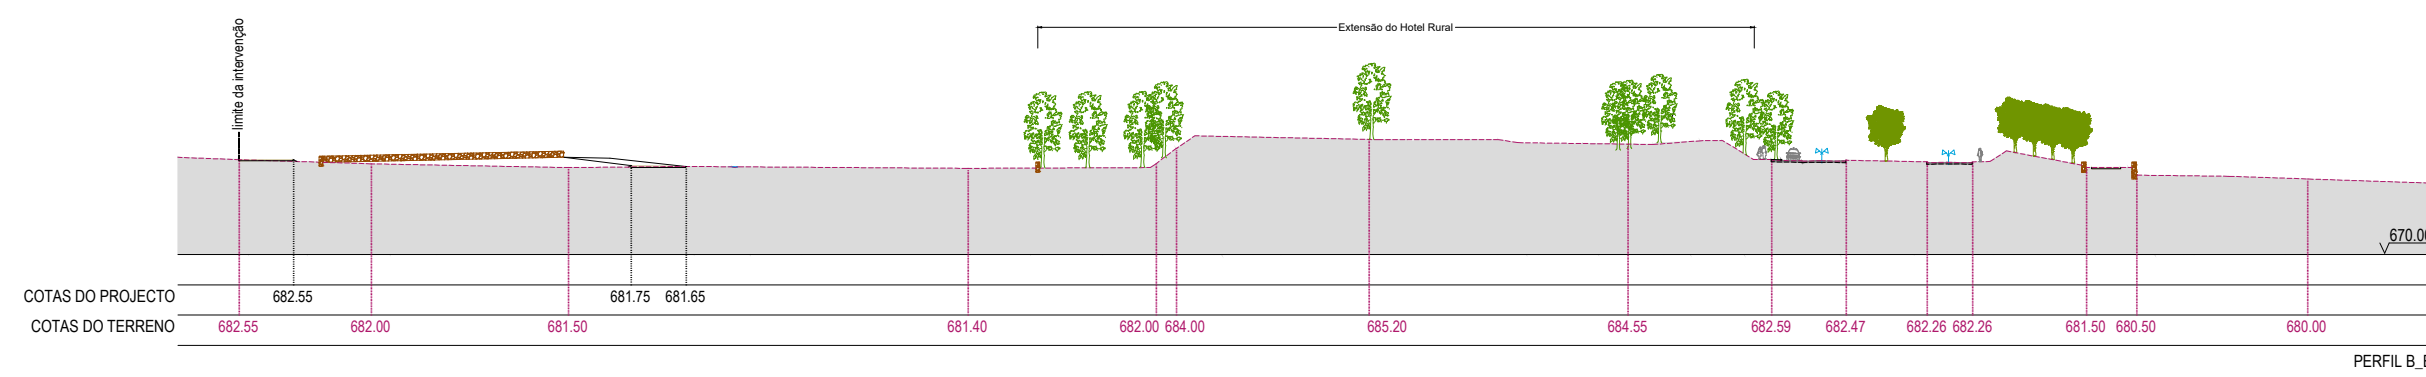 Extensão do Hotel Rural
limite da intervenção
670.00
COTAS DO PROJECTO 682.55 681.75 681.65
COTAS DO TERRENO 682.55 682.00 681.50 681.40 682.00 684.00 685.20 684.55 682.59 682.47 682.26 682.26 681.50 680.50 680.00
PERFIL B_B